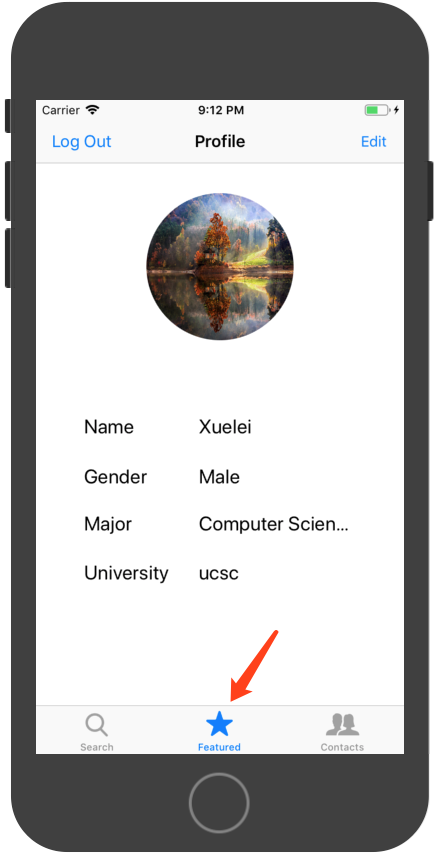 Carrier 9:12 PM
Log Out Profile Edit
Name Xuelei
Gender Male
Major Computer Scien...
University ucsc
Search Featured Contacts